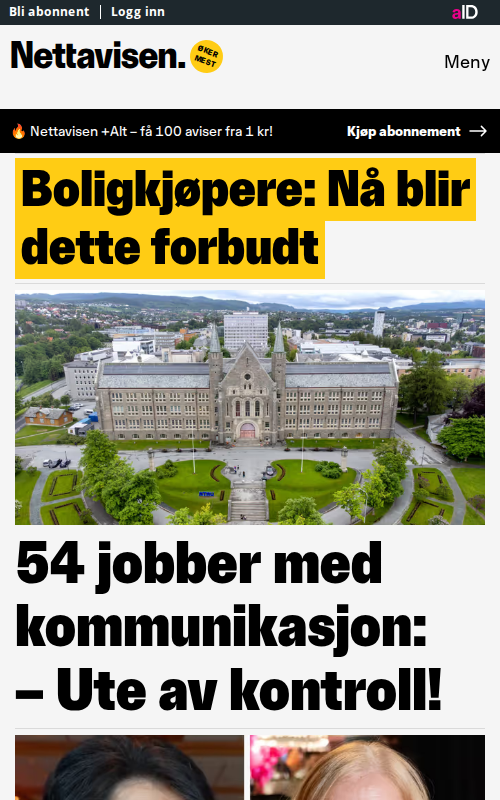 Bli abonnent
Logg inn
aID
Nettavisen.
ØKER
MEST
Meny
🔥 Nettavisen +Alt – få 100 aviser fra 1 kr!
Kjøp abonnement →
Boligkjøpere: Nå blir
dette forbudt
54 jobber med
kommunikasjon:
– Ute av kontroll!